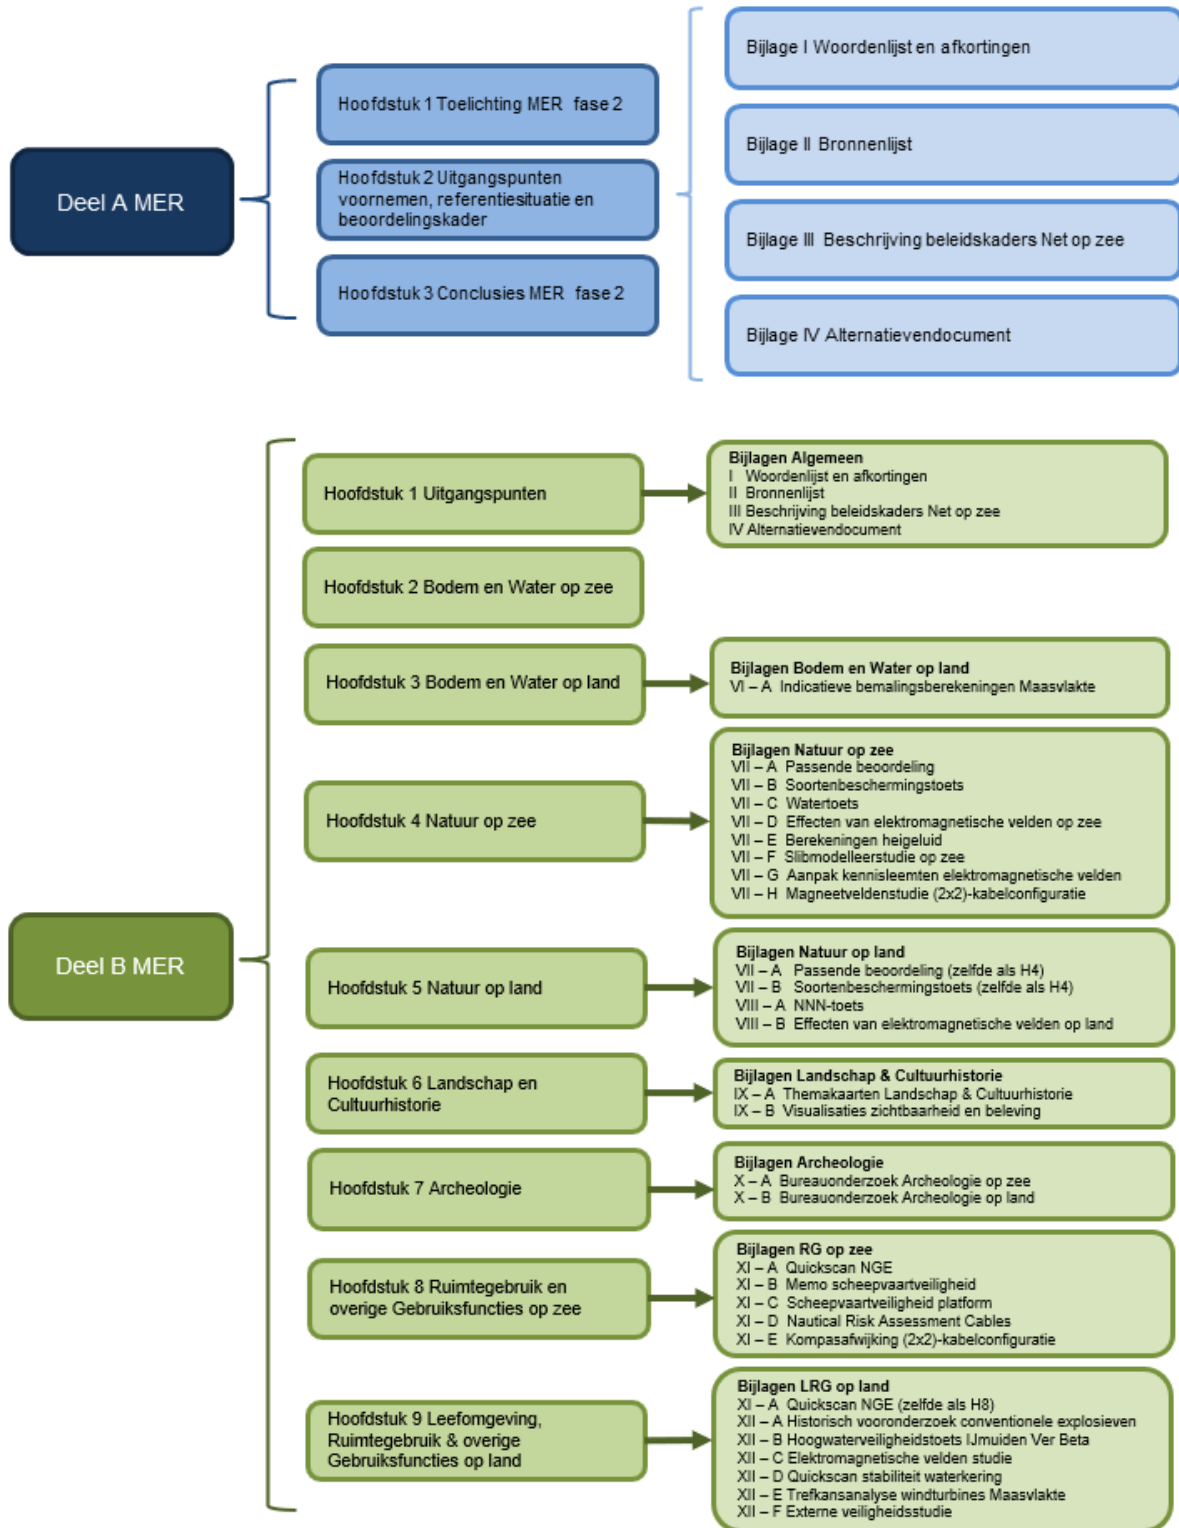 Deel A MER
Hoofdstuk 1 Toelichting MER fase 2
Hoofdstuk 2 Uitgangspunten
voornemen, referentiesituatie en
beoordelingskader
Hoofdstuk 3 Conclusies MER fase 2
Bijlage I Woordenlijst en afkortingen
Bijlage II Bronnenlijst
Bijlage III Beschrijving beleidskaders Net op zee
Bijlage IV Alternatievendocument
Deel B MER
Hoofdstuk 1 Uitgangspunten
Bijlagen Algemeen
I Woordenlijst en afkortingen
II Bronnenlijst
III Beschrijving beleidskaders Net op zee
IV Alternatievendocument
Hoofdstuk 2 Bodem en Water op zee
Hoofdstuk 3 Bodem en Water op land
Bijlagen Bodem en Water op land
VI – A Indicatieve bemalingsberekeningen Maasvlakte
Hoofdstuk 4 Natuur op zee
Bijlagen Natuur op zee
VII – A Passende beoordeling
VII – B Soortenbeschermingstoets
VII – C Watertoets
VII – D Effecten van elektromagnetische velden op zee
VII – E Berekeningen heigeluid
VII – F Slibmodelleerstudie op zee
VII – G Aanpak kennisleemten elektromagnetische velden
VII – H Magneetveldenstudie (2x2)-kabelconfiguratie
Hoofdstuk 5 Natuur op land
Bijlagen Natuur op land
VII – A Passende beoordeling (zelfde als H4)
VII – B Soortenbeschermingstoets (zelfde als H4)
VIII – A NNN-toets
VIII – B Effecten van elektromagnetische velden op land
Hoofdstuk 6 Landschap en
Cultuurhistorie
Bijlagen Landschap & Cultuurhistorie
IX – A Themakaarten Landschap & Cultuurhistorie
IX – B Visualisaties zichtbaarheid en beleving
Hoofdstuk 7 Archeologie
Bijlagen Archeologie
X – A Bureauonderzoek Archeologie op zee
X – B Bureauonderzoek Archeologie op land
Hoofdstuk 8 Ruimtegebruik en
overige Gebruiksfuncties op zee
Bijlagen RG op zee
XI – A Quickscan NGE
XI – B Memo scheepvaartveiligheid
XI – C Scheepvaartveiligheid platform
XI – D Nautical Risk Assessment Cables
XI – E Kompasafwijking (2x2)-kabelconfiguratie
Hoofdstuk 9 Leefomgeving,
Ruimtegebruik & overige
Gebruiksfuncties op land
Bijlagen LRG op land
XI – A Quickscan NGE (zelfde als H8)
XII – A Historisch vooronderzoek conventionele explosieven
XII – B Hoogwaterveiligheidstoets IJmuiden Ver Beta
XII – C Elektromagnetische velden studie
XII – D Quickscan stabiliteit waterkering
XII – E Trefkansanalyse windturbines Maasvlakte
XII – F Externe veiligheidsstudie